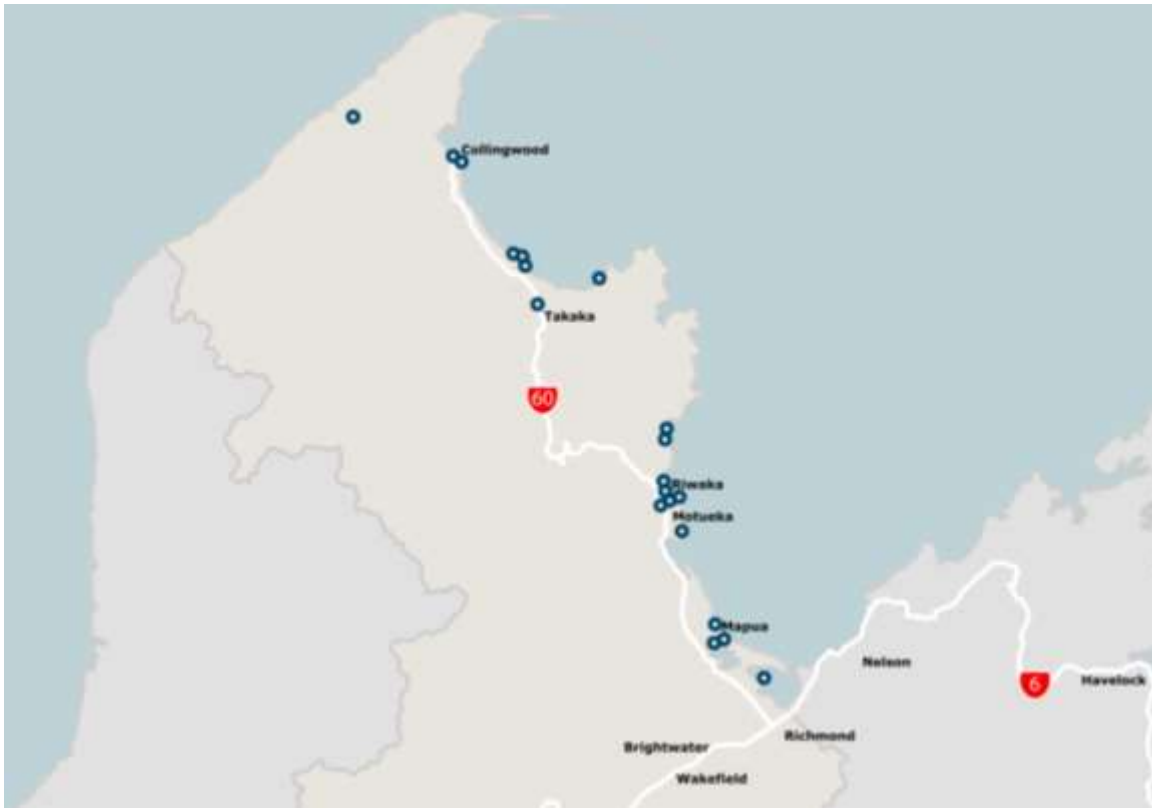 Collingwood
Takaka
60
Riwaka
Motueka
Mapua
Nelson
6
Havelock
Richmond
Brightwater
Wakefield